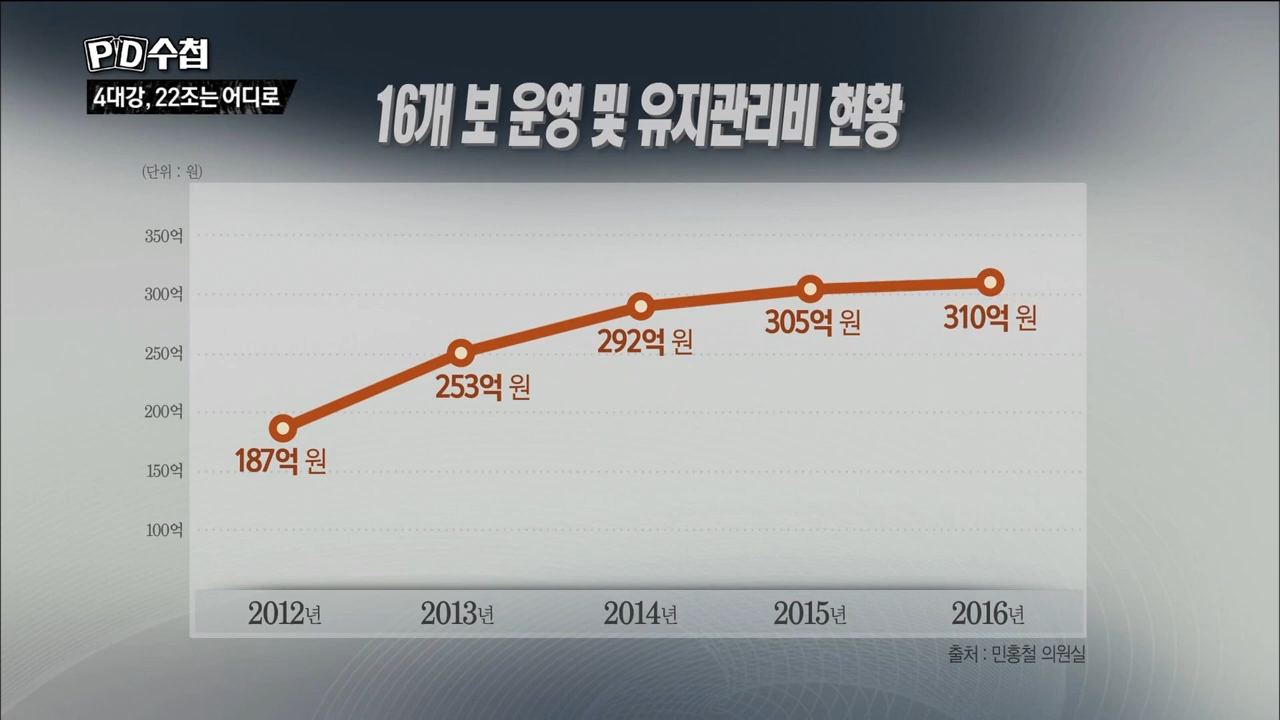 PD수첩
4대강, 22조는 어디로
16개 보 운영 및 유지관리비 현황
(단위 : 원)
350억
300억
250억
200억
150억
100억
187억 원
253억 원
292억 원
305억 원
310억 원
2012년
2013년
2014년
2015년
2016년
출처 : 민홍철 의원실